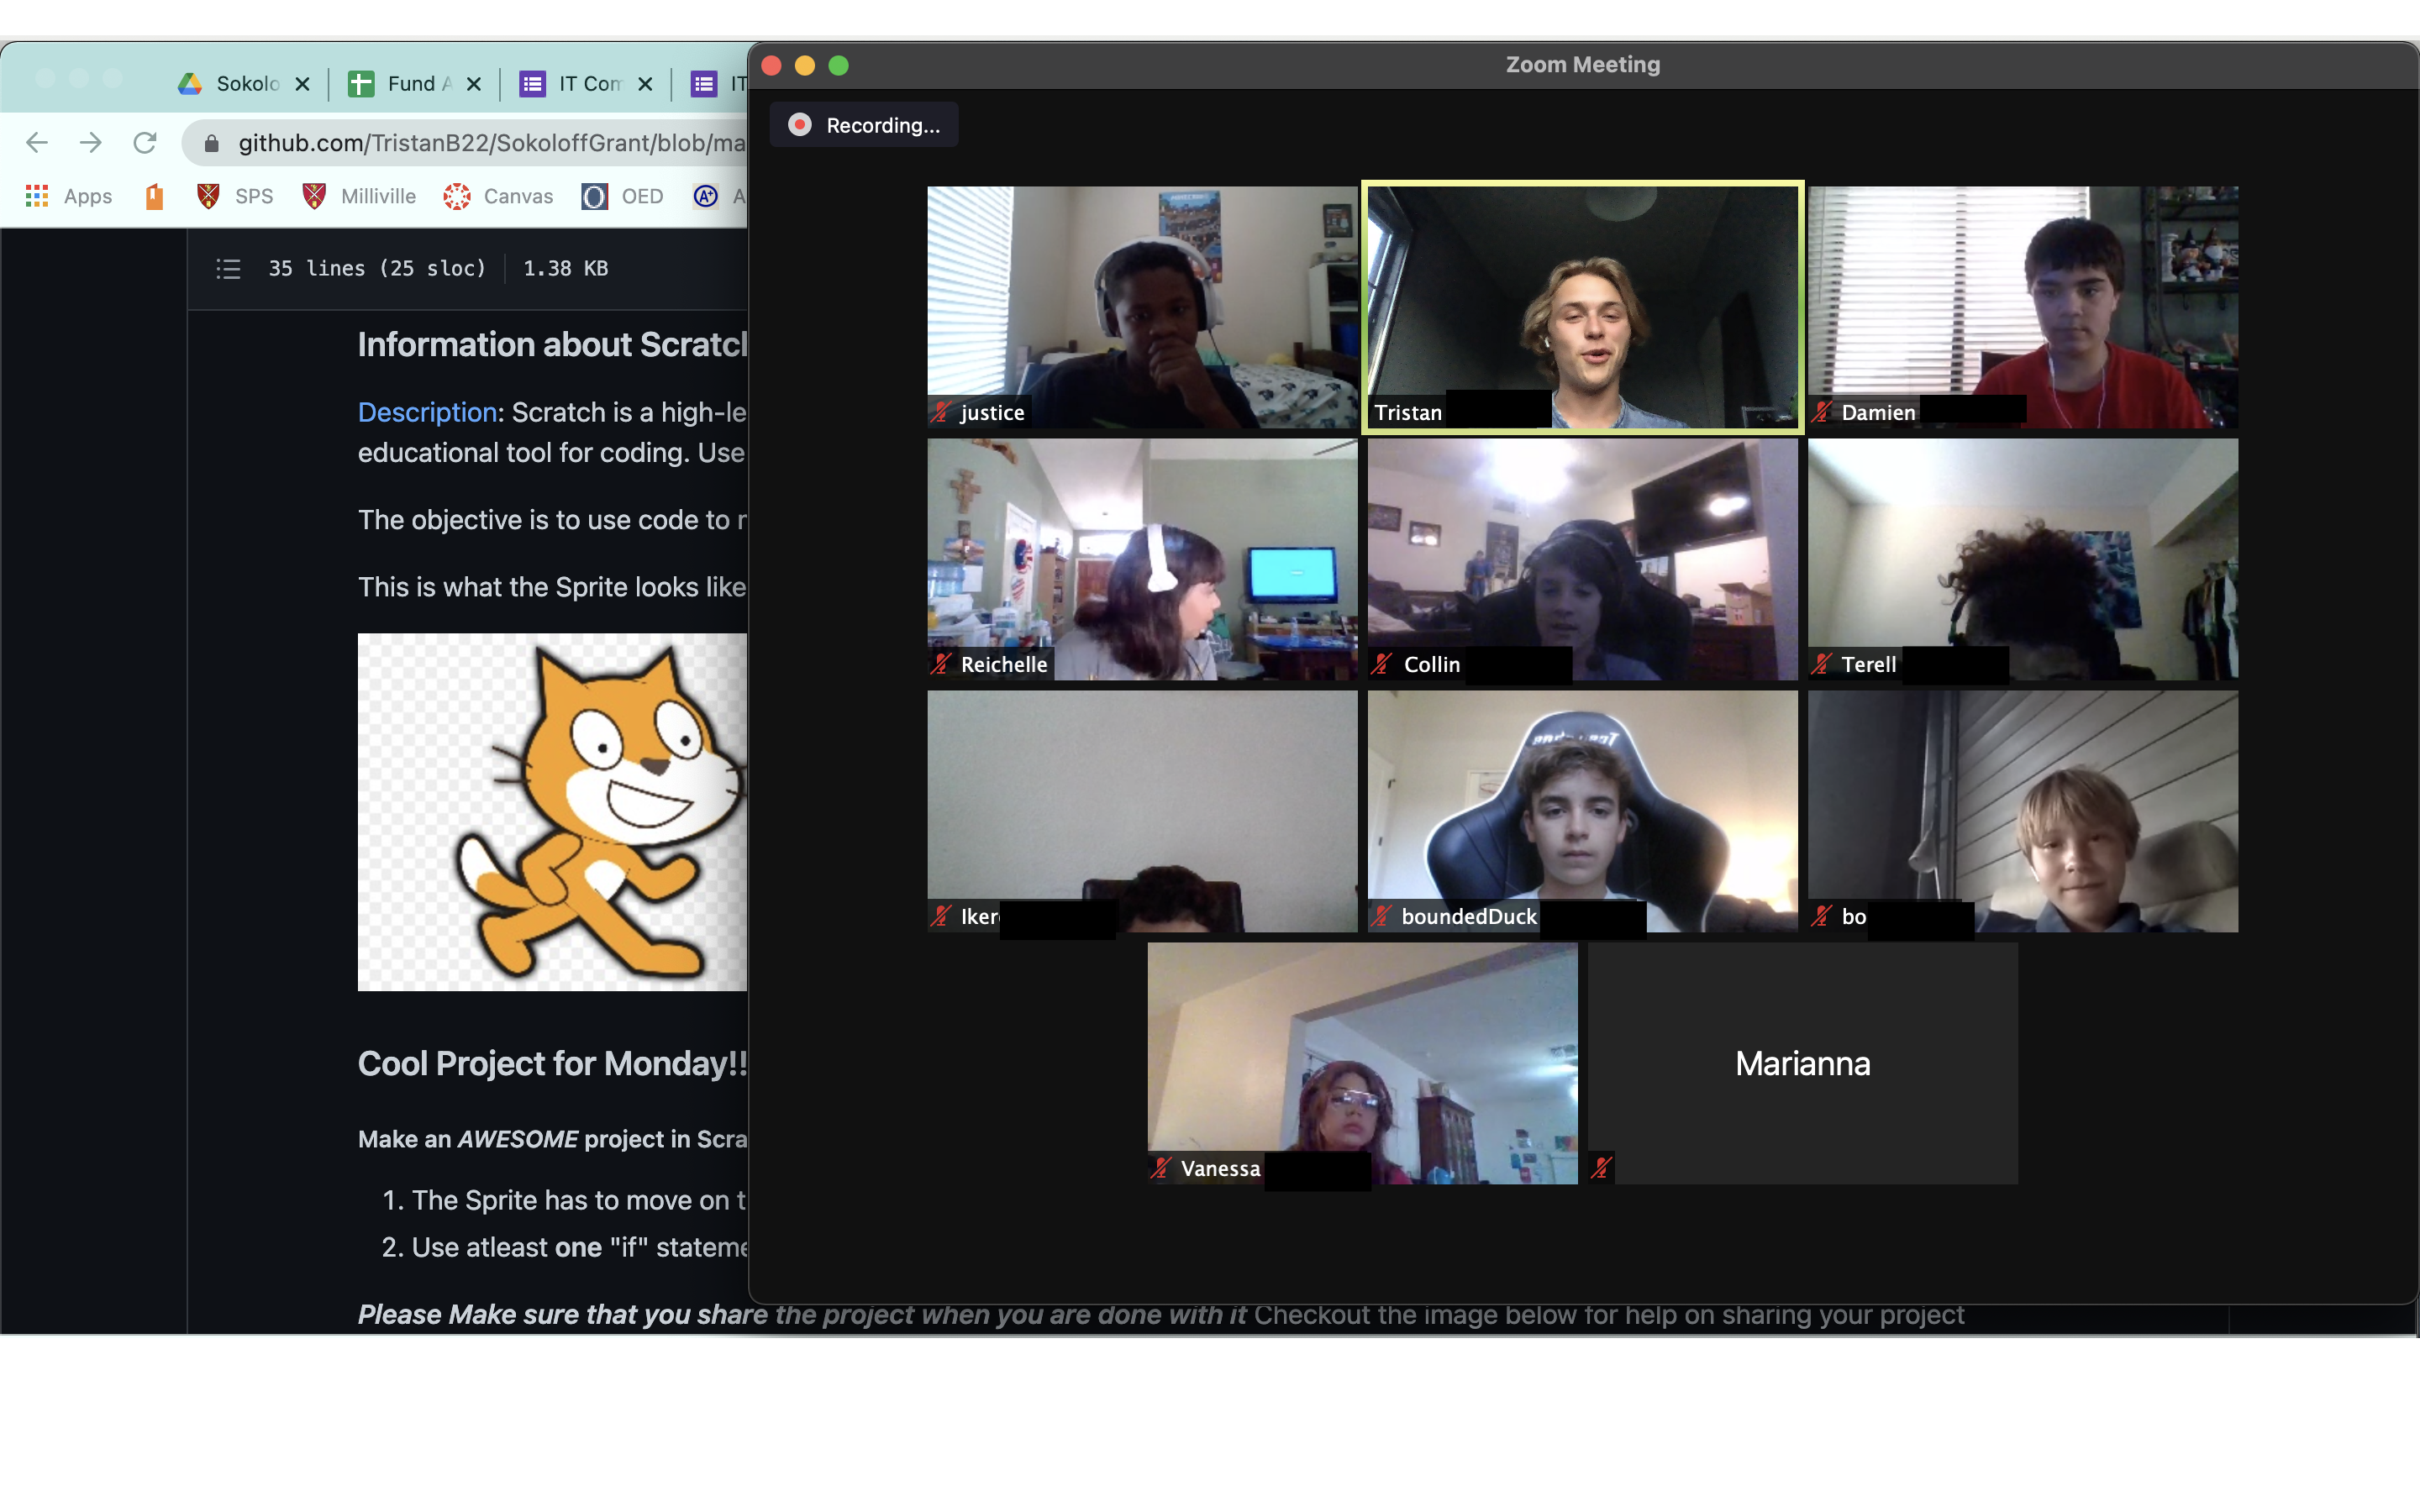 Sokolo
Fund A
IT Com
IT
github.com/TristanB22/SokoloffGrant/blob/ma
Apps
SPS
Milliville
Canvas
OED
A+
A
35 lines (25 sloc)
1.38 KB
Information about Scratch
Description: Scratch is a high-le
educational tool for coding. Use
The objective is to use code to r
This is what the Sprite looks like
Cool Project for Monday!!
Make an AWESOME project in Scra
1. The Sprite has to move on t
2. Use atleast one "if" stateme
Please Make sure that you share the project when you are done with it Checkout the image below for help on sharing your project
Zoom Meeting
Recording...
justice
Tristan
Damien
Reichelle
Collin
Terell
Iker
boundedDuck
bo
Vanessa
Marianna